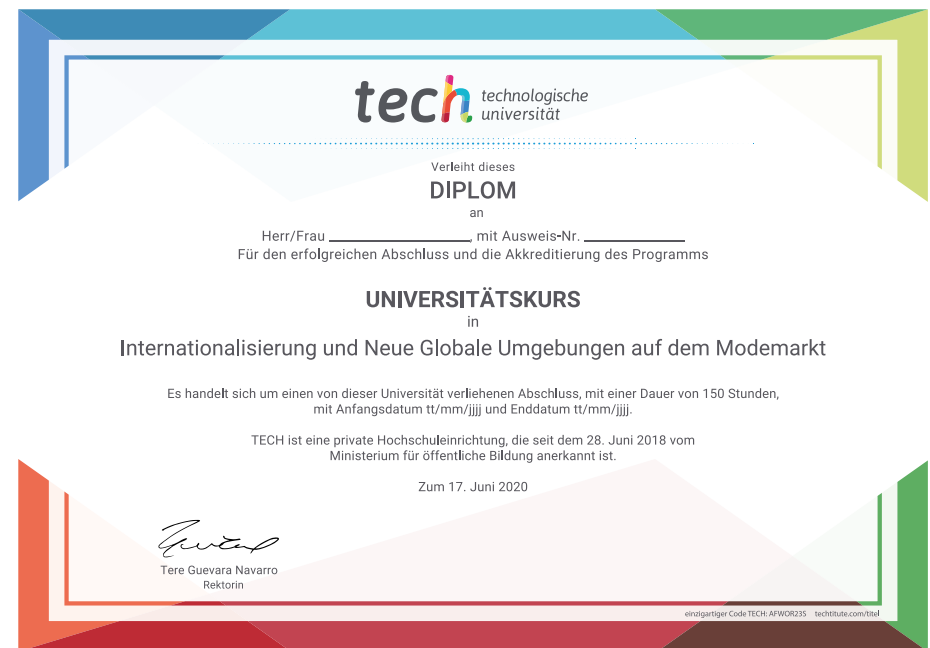 tech technologische
universität
Verleiht dieses
DIPLOM
an
Herr/Frau ____________________, mit Ausweis-Nr. ______________
Für den erfolgreichen Abschluss und die Akkreditierung des Programms
UNIVERSITÄTSKURS
in
Internationalisierung und Neue Globale Umgebungen auf dem Modemarkt
Es handelt sich um einen von dieser Universität verliehenen Abschluss, mit einer Dauer von 150 Stunden,
mit Anfangsdatum tt/mm/jjjj und Enddatum tt/mm/jjjj.
TECH ist eine private Hochschuleinrichtung, die seit dem 28. Juni 2018 vom
Ministerium für öffentliche Bildung anerkannt ist.
Zum 17. Juni 2020
Tere Guevara Navarro
Rektorin
einzigartiger Code TECH: AFWOR23S techtitute.com/titel